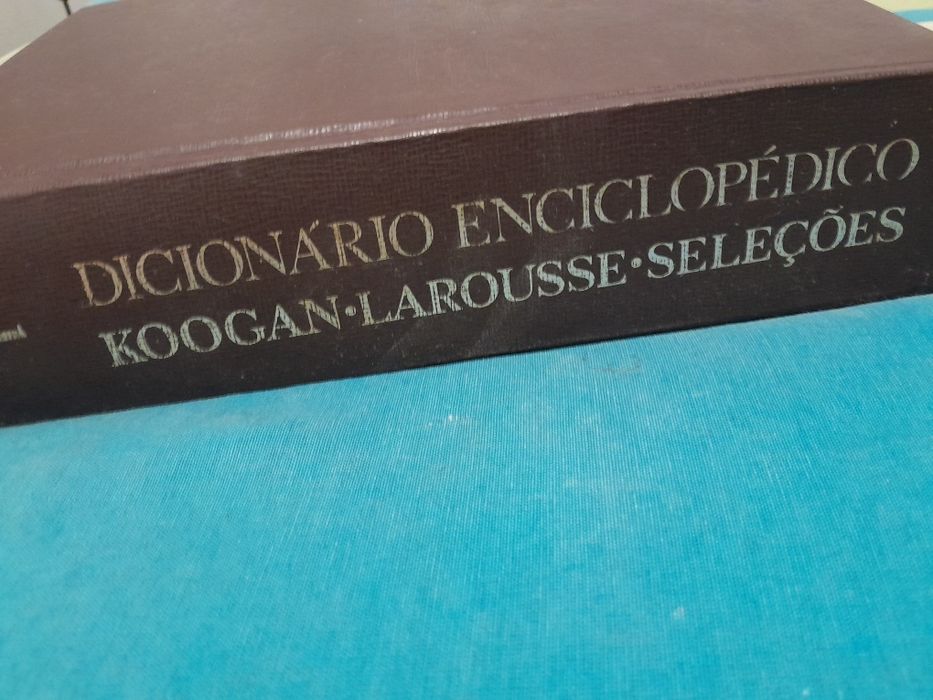 DICIONÁRIO ENCICLOPÉDICO
KOOGAN·LAROUSSE·SELEÇÕES